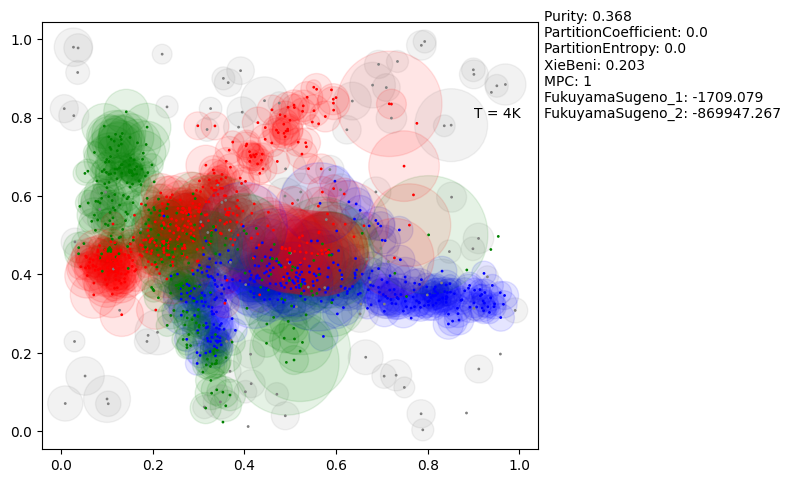 Purity: 0.368
PartitionCoefficient: 0.0
PartitionEntropy: 0.0
XieBeni: 0.203
MPC: 1
FukuyamaSugeno_1: -1709.079
FukuyamaSugeno_2: -869947.267
T = 4K
1.0
0.8
0.6
0.4
0.2
0.0
0.0 0.2 0.4 0.6 0.8 1.0